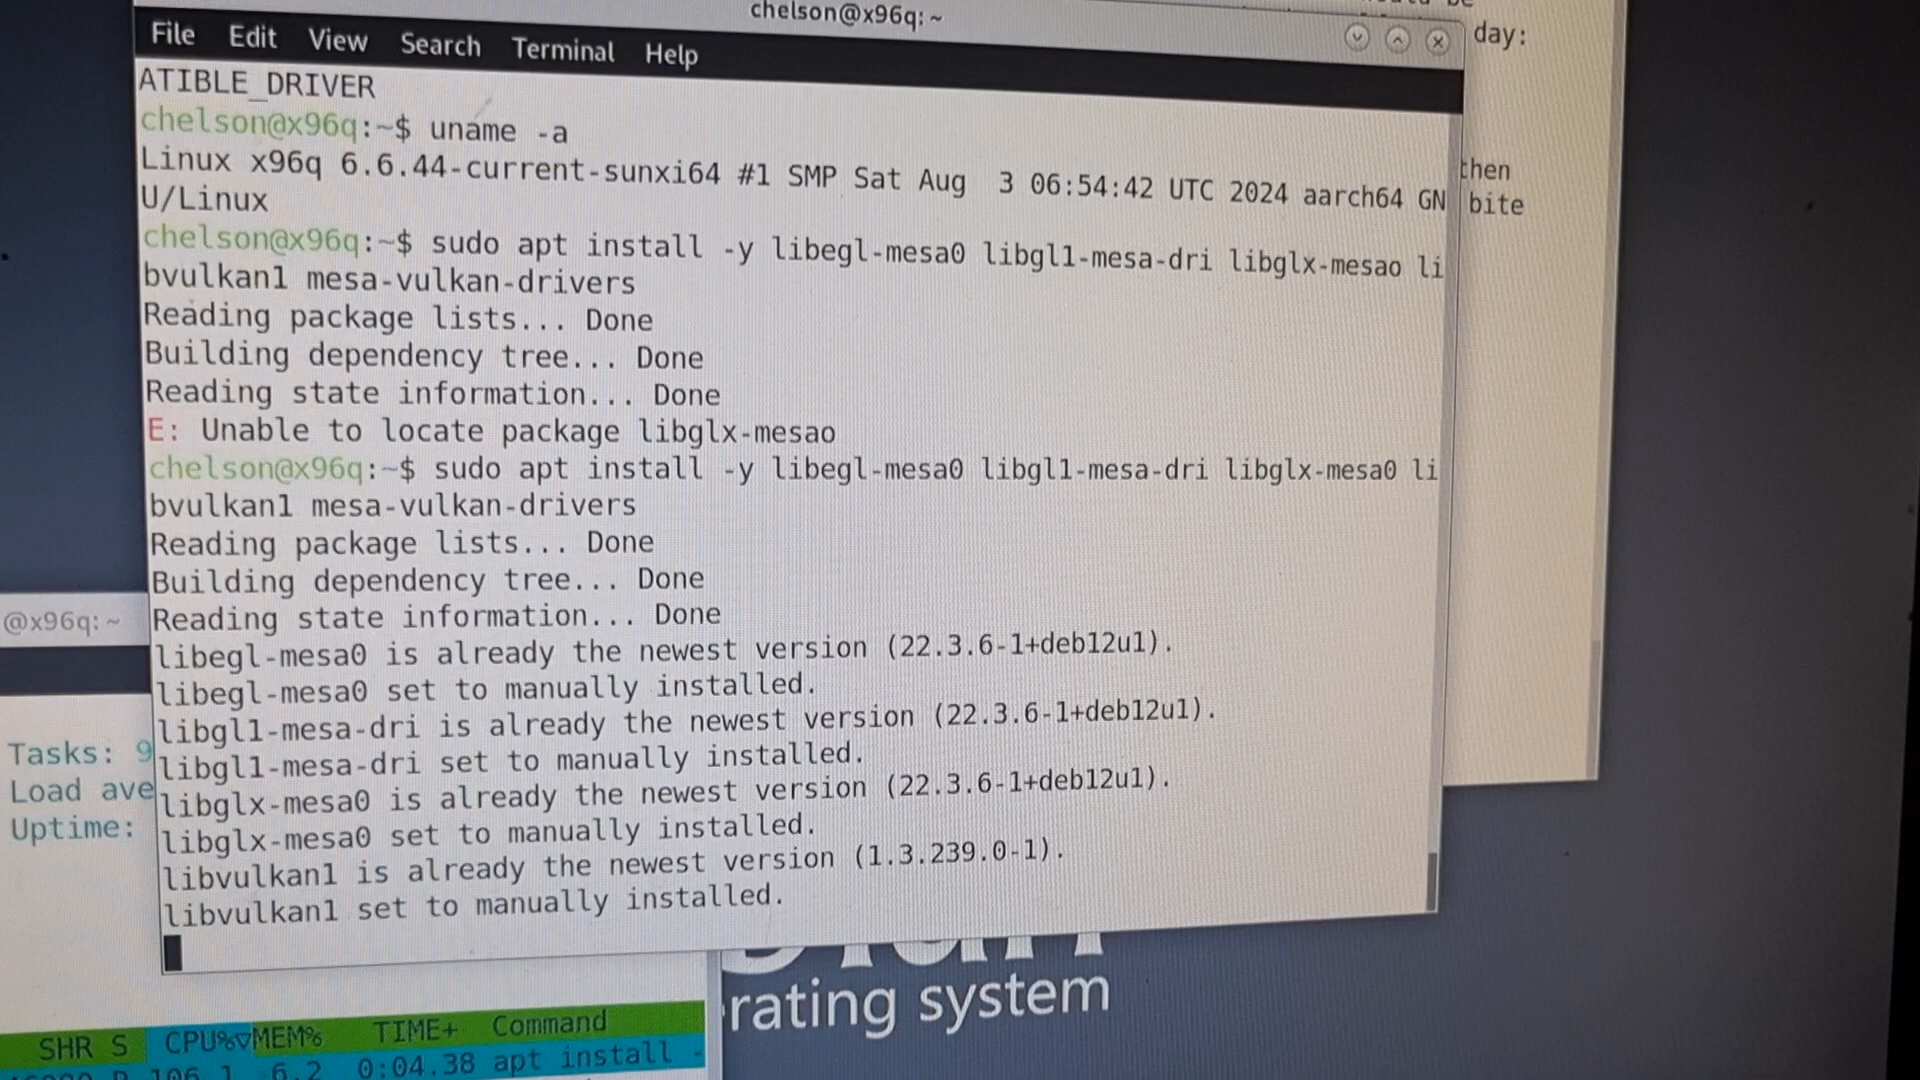 chelson@x96q: ~
day:
File Edit View Search Terminal Help
ATIBLE_DRIVER
chelson@x96q:~$ uname -a
Linux x96q 6.6.44-current-sunxi64 #1 SMP Sat Aug  3 06:54:42 UTC 2024 aarch64 GN
U/Linux
then
bite
chelson@x96q:~$ sudo apt install -y libegl-mesa0 libgl1-mesa-dri libglx-mesao li
bvulkan1 mesa-vulkan-drivers
Reading package lists... Done
Building dependency tree... Done
Reading state information... Done
E: Unable to locate package libglx-mesao
chelson@x96q:~$ sudo apt install -y libegl-mesa0 libgl1-mesa-dri libglx-mesa0 li
bvulkan1 mesa-vulkan-drivers
Reading package lists... Done
Building dependency tree... Done
Reading state information... Done
libegl-mesa0 is already the newest version (22.3.6-1+deb12u1).
libegl-mesa0 set to manually installed.
libgl1-mesa-dri is already the newest version (22.3.6-1+deb12u1).
libgl1-mesa-dri set to manually installed.
libglx-mesa0 is already the newest version (22.3.6-1+deb12u1).
libglx-mesa0 set to manually installed.
libvulkan1 is already the newest version (1.3.239.0-1).
libvulkan1 set to manually installed.
@x96q: ~
Tasks: 9
Load ave
Uptime:
rating system
SHR S CPU%▽MEM% TIME+ Command
106.1 6.2 0:04.38 apt install -